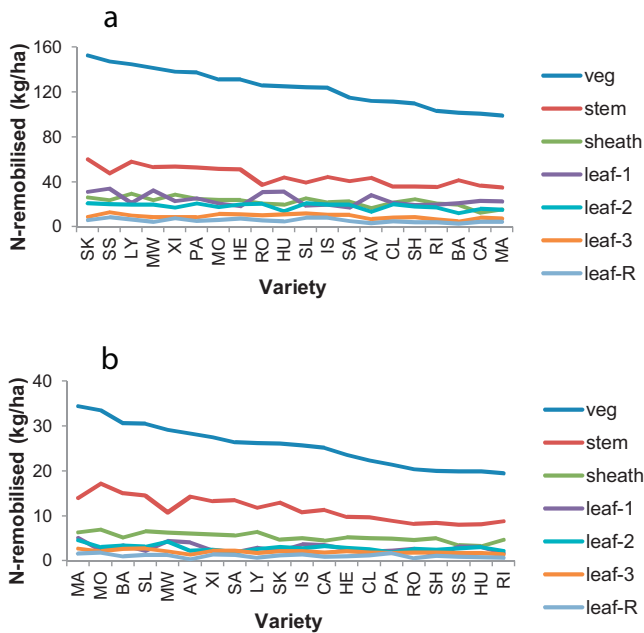 a
N-remobilised (kg/ha)
160
120
80
40
0
SK SS LY MW XI PA MO HE RO HU SL IS SA AV CL SH RI BA CA MA
Variety
veg
stem
sheath
leaf-1
leaf-2
leaf-3
leaf-R
b
N-remobilised (kg/ha)
40
30
20
10
0
MA MO BA SL MW AV XI SA LY SK IS CA HE CL PA RO SH SS HU RI
Variety
veg
stem
sheath
leaf-1
leaf-2
leaf-3
leaf-R